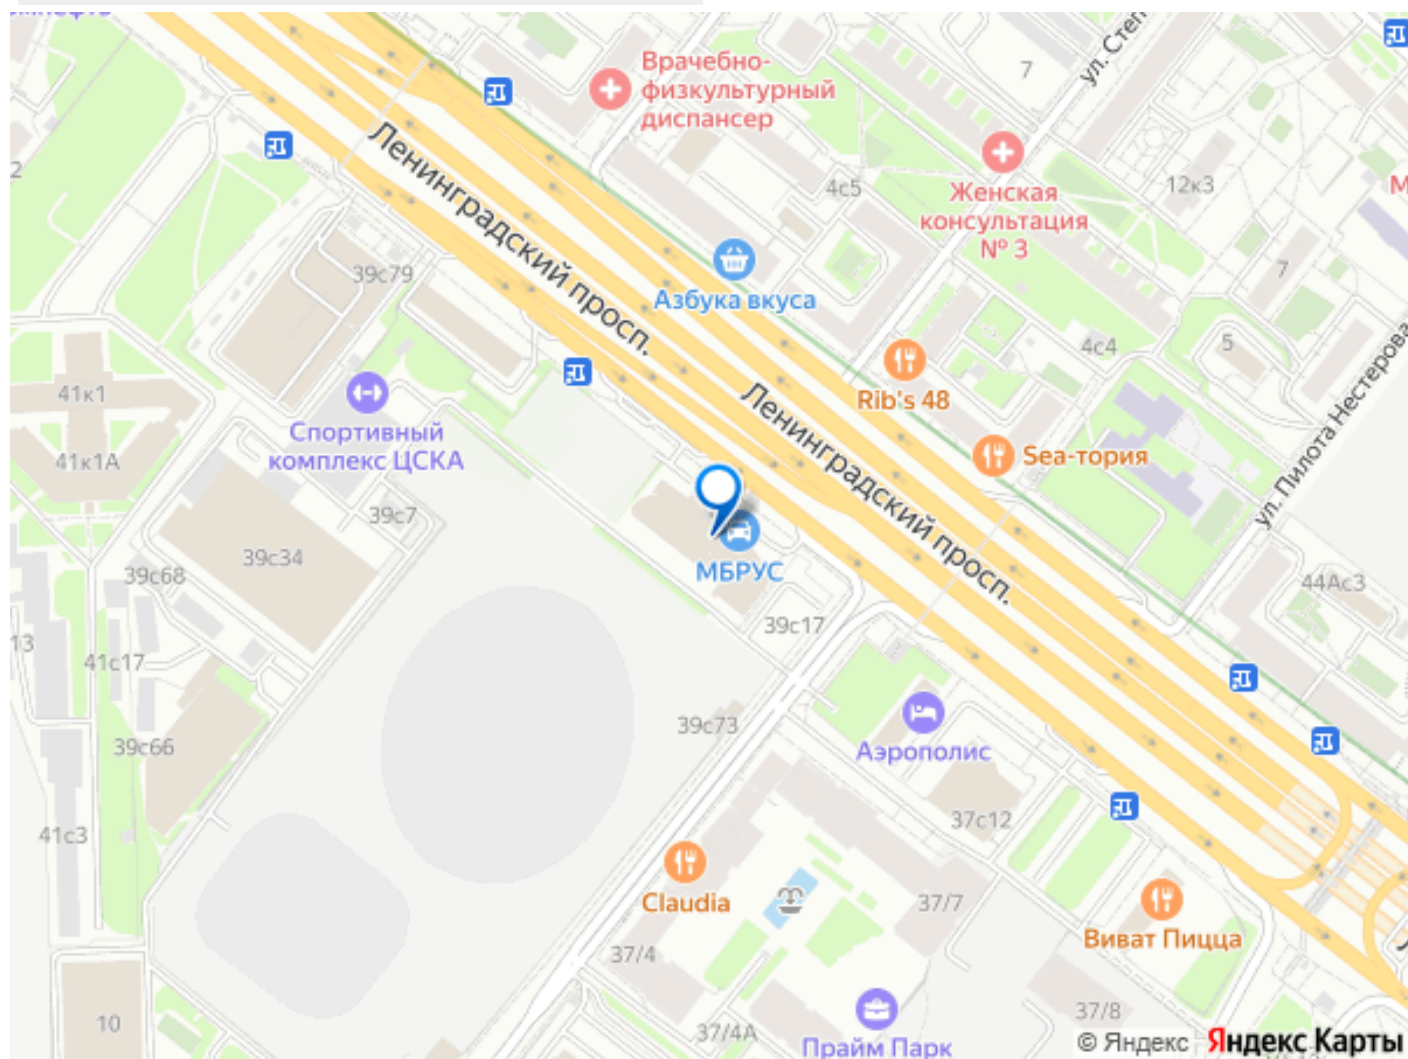 Врачебно-
физкультурный
диспансер
7
ул. Степ
2
Ленинградский просп.
4с5
12к3
Женская
консультация
№ 3
М
39с79
Азбука вкуса
7
4с4
5
41к1
Rib's 48
Спортивный
комплекс ЦСКА
41к1А
Ленинградский просп.
Sea-тория
ул. Пилота Нестерова
39с7
39с34
39с68
МБРУС
44Ас3
13
41с17
39с17
39с73
39с66
Аэрополис
41с3
37с12
Claudia
37/7
Виват Пицца
37/4
10
37/4А
Прайм Парк
37/8
© Яндекс Яндекс Карты